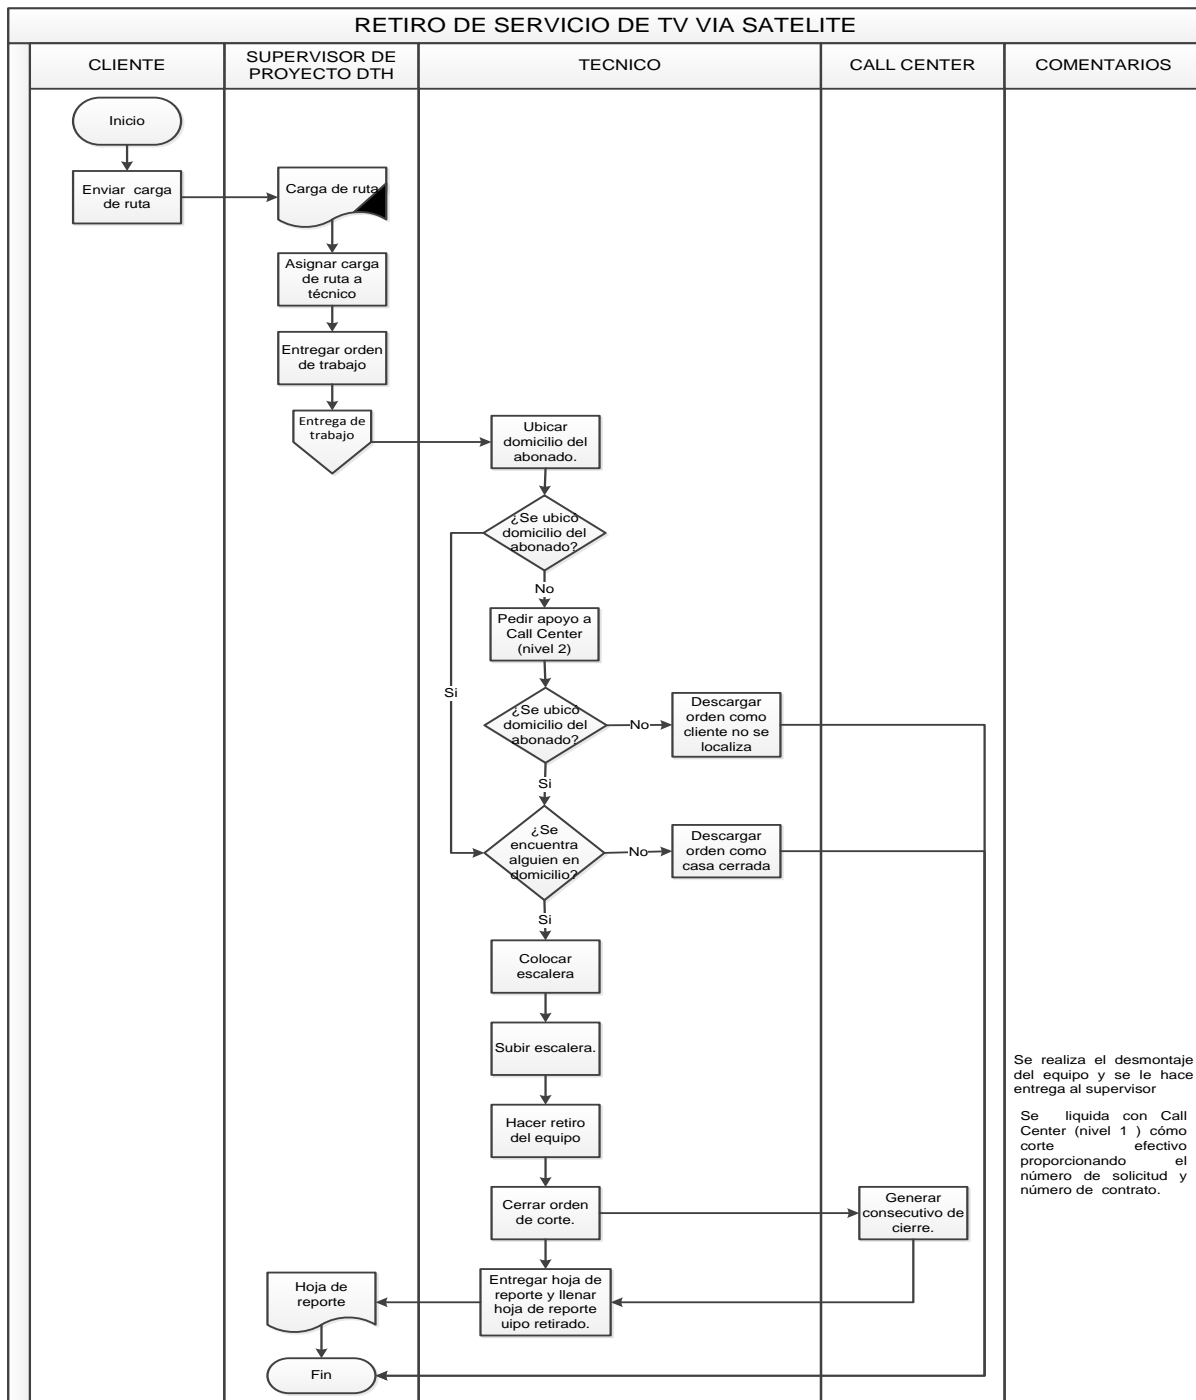 RETIRO DE SERVICIO DE TV VIA SATELITE
CLIENTE
SUPERVISOR DE
PROYECTO DTH
TECNICO
CALL CENTER
COMENTARIOS
Inicio
Enviar carga
de ruta
Carga de ruta
Asignar carga
de ruta a
técnico
Entregar orden
de trabajo
Entrega de
trabajo
Ubicar
domicilio del
abonado.
¿Se ubicó
domicilio del
abonado?
No
Pedir apoyo a
Call Center
(nivel 2)
Si
¿Se ubicó
domicilio del
abonado?
No
Descargar
orden como
cliente no se
localiza
Si
¿Se
encuentra
alguien en
domicilio?
No
Descargar
orden como
casa cerrada
Si
Colocar
escalera
Subir escalera.
Se realiza el desmontaje
del equipo y se le hace
entrega al supervisor
Hacer retiro
del equipo
Se liquida con Call
Center (nivel 1 ) cómo
corte efectivo
proporcionando el
número de solicitud y
número de contrato.
Cerrar orden
de corte.
Generar
consecutivo de
cierre.
Entregar hoja de
reporte y llenar
hoja de reporte
uipo retirado.
Hoja de
reporte
Fin